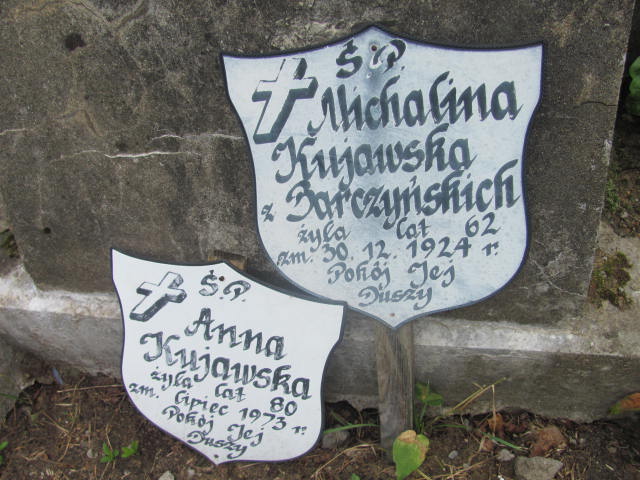 Ś.P.
Michalina
Kujawska
z Barczyńskich
żyła lat 62
zm. 30. 12. 1924 r.
Pokój Jej
Duszy
Ś.P.
Anna
Kujawska
żyła lat 80
zm. lipiec 1973 r.
Pokój Jej
Duszy